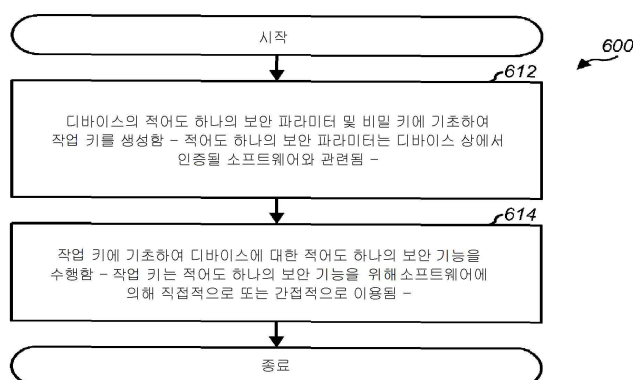 시작
600
612
디바이스의 적어도 하나의 보안 파라미터 및 비밀 키에 기초하여
작업 키를 생성함 – 적어도 하나의 보안 파라미터는 디바이스 상에서
인증될 소프트웨어와 관련됨 –
614
작업 키에 기초하여 디바이스에 대한 적어도 하나의 보안 기능을
수행함 – 작업 키는 적어도 하나의 보안 기능을 위해 소프트웨어에
의해 직접적으로 또는 간접적으로 이용됨 –
종료